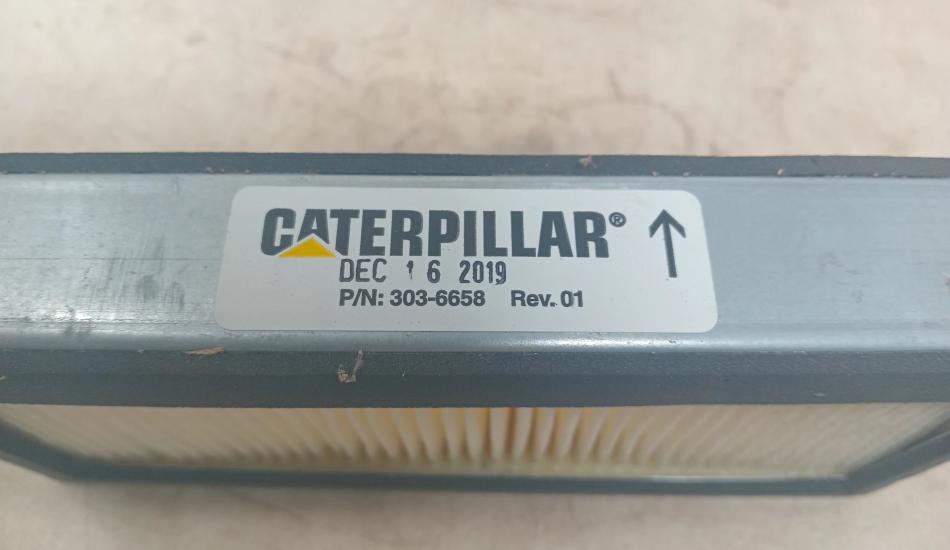 CATERPILLAR®
DEC 16 2019
P/N: 303-6658 Rev. 01